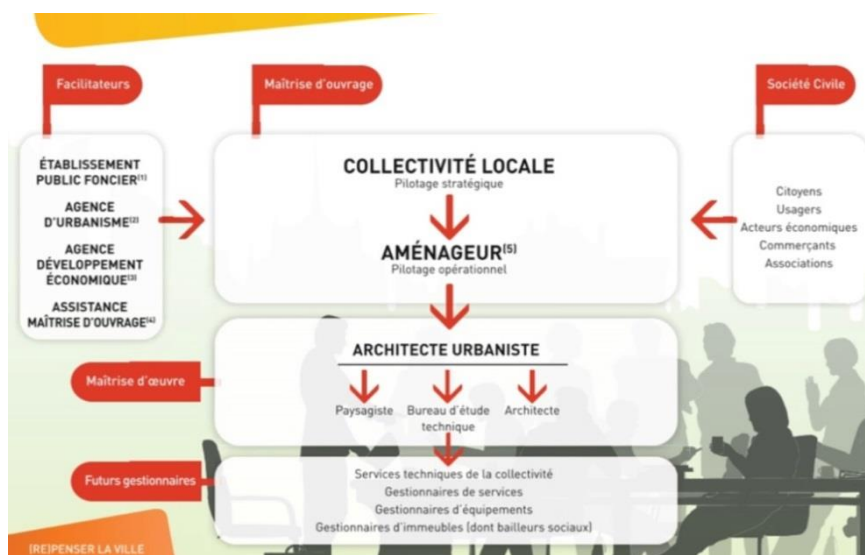 Facilitateurs
Maîtrise d'ouvrage
Société Civile
ÉTABLISSEMENT
PUBLIC FONCIER(1)
AGENCE
D'URBANISME(2)
AGENCE
DÉVELOPPEMENT
ÉCONOMIQUE(3)
ASSISTANCE
MAÎTRISE D'OUVRAGE(4)
COLLECTIVITÉ LOCALE
Pilotage stratégique
AMÉNAGEUR(5)
Pilotage opérationnel
Citoyens
Usagers
Acteurs économiques
Commerçants
Associations
Maîtrise d'œuvre
ARCHITECTE URBANISTE
Paysagiste
Bureau d'étude
technique
Architecte
Futurs gestionnaires
Services techniques de la collectivité
Gestionnaires de services
Gestionnaires d'équipements
Gestionnaires d'immeubles (dont bailleurs sociaux)
(RE)PENSER LA VILLE